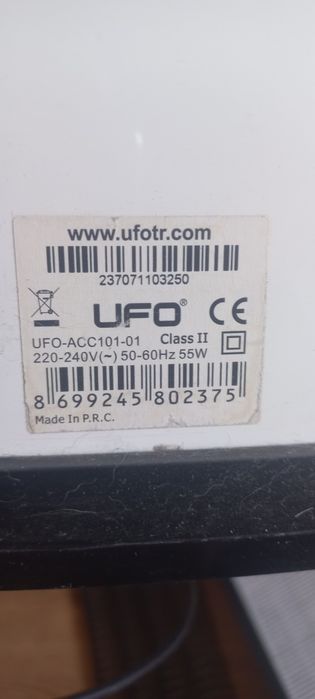 www.ufotr.com
237071103250
UFO® CE
UFO-ACC101-01 Class II
220-240V(~) 50-60Hz 55W
8 699245 802375
Made In P.R.C.